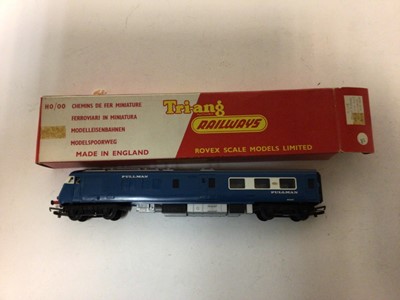 HO/OO CHEMINS DE FER MINIATURE
FERROVIARI IN MINIATURA
MODELLEISENBAHNEN
MODELSPOORWEG
MADE IN ENGLAND
Tri-ang
RAILWAYS
ROVEX SCALE MODELS LIMITED
PULLMAN
PULLMAN